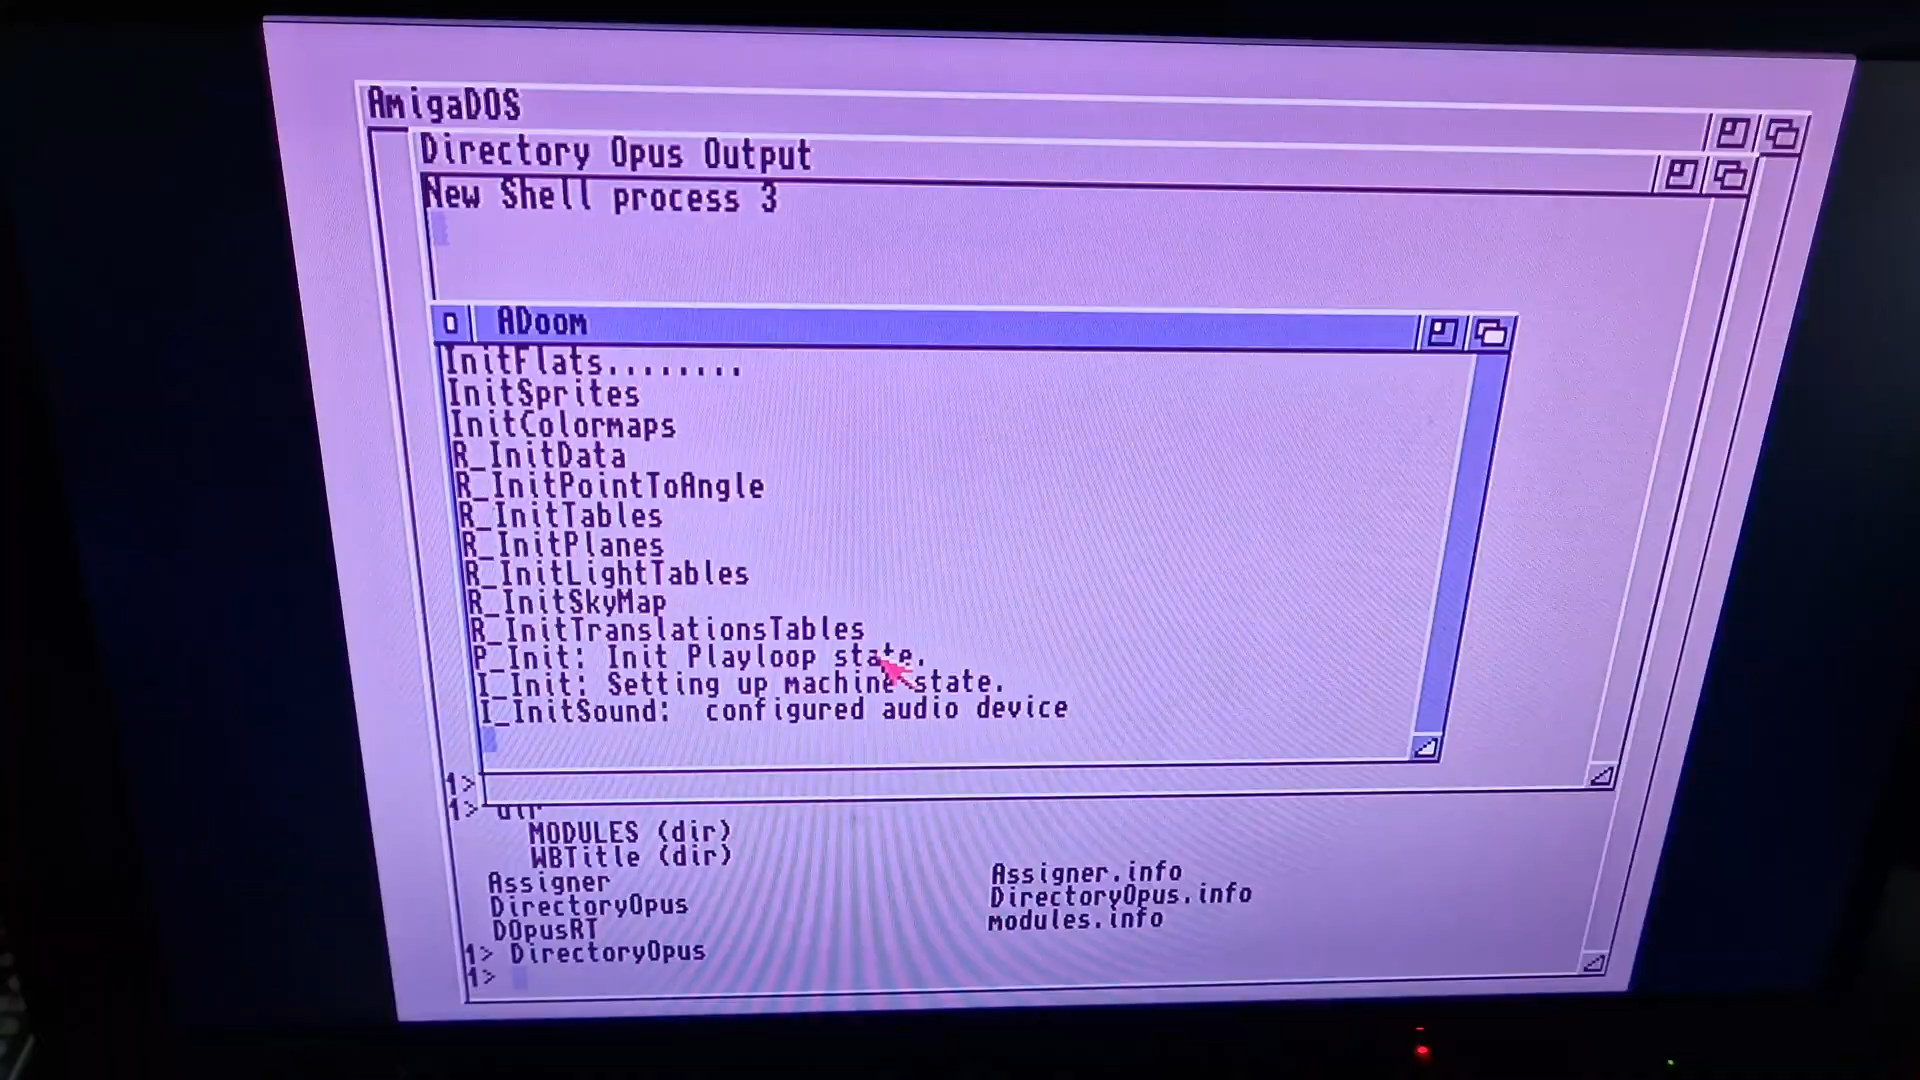 AmigaDOS
Directory Opus Output
New Shell process 3
ADoom
InitFlats........
InitSprites
InitColormaps
R_InitData
R_InitPointToAngle
R_InitTables
R_InitPlanes
R_InitLightTables
R_InitSkyMap
R_InitTranslationsTables
P_Init: Init Playloop state.
I_Init: Setting up machine state.
I_InitSound:  configured audio device
1>
1> dir
MODULES (dir)
WBTitle (dir)
Assigner
Assigner.info
DirectoryOpus
DirectoryOpus.info
DOpusRT
modules.info
1> DirectoryOpus
1>